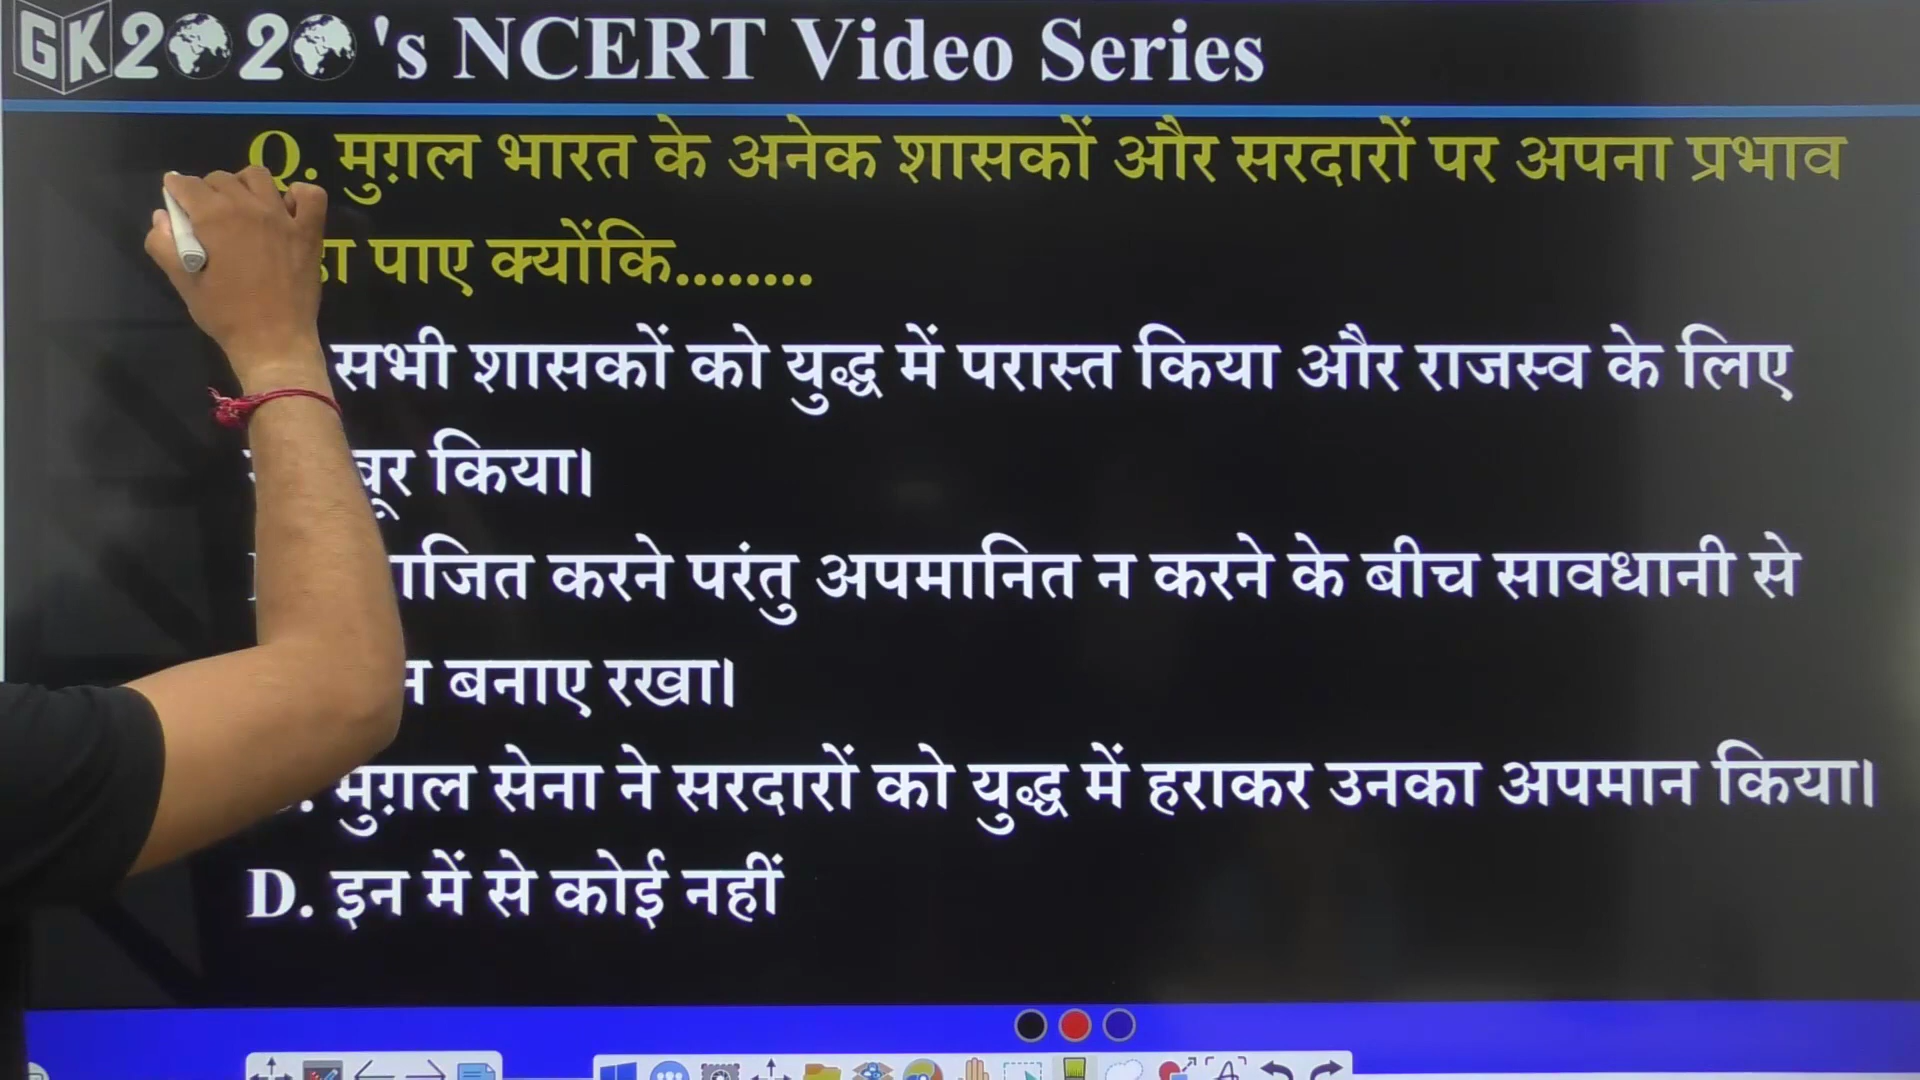 GK2020's NCERT Video Series
Q. मुग़ल भारत के अनेक शासकों और सरदारों पर अपना प्रभाव
पाए क्योंकि........
सभी शासकों को युद्ध में परास्त किया और राजस्व के लिए
किया।
करने परंतु अपमानित न करने के बीच सावधानी से
बनाए रखा।
मुग़ल सेना ने सरदारों को युद्ध में हराकर उनका अपमान किया।
D. इन में से कोई नहीं